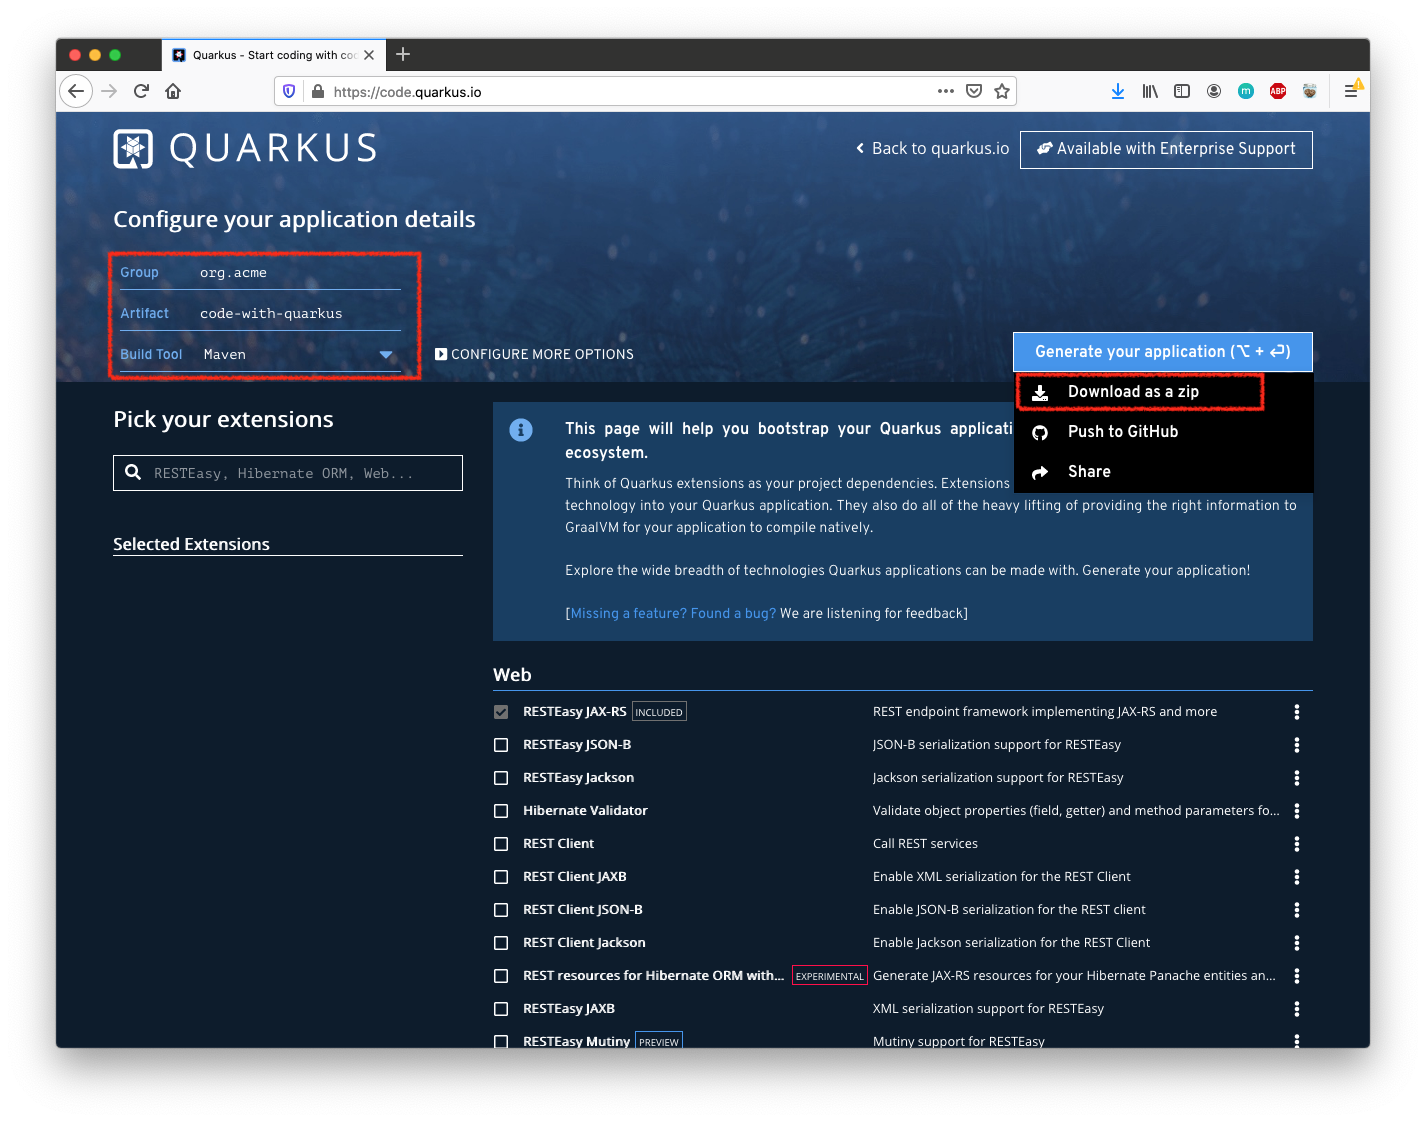 Quarkus - Start coding with coc
https://code.quarkus.io
m
ABP
QUARKUS
Back to quarkus.io
Available with Enterprise Support
Configure your application details
Group org.acme
Artifact code-with-quarkus
Build Tool Maven
CONFIGURE MORE OPTIONS
Generate your application (⌥ + ⏎)
Download as a zip
Push to GitHub
Share
Pick your extensions
RESTEasy, Hibernate ORM, Web...
Selected Extensions
This page will help you bootstrap your Quarkus applicati
ecosystem.
Think of Quarkus extensions as your project dependencies. Extensions
technology into your Quarkus application. They also do all of the heavy lifting of providing the right information to
GraalVM for your application to compile natively.
Explore the wide breadth of technologies Quarkus applications can be made with. Generate your application!
[Missing a feature? Found a bug? We are listening for feedback]
Web
RESTEasy JAX-RS INCLUDED REST endpoint framework implementing JAX-RS and more
RESTEasy JSON-B JSON-B serialization support for RESTEasy
RESTEasy Jackson Jackson serialization support for RESTEasy
Hibernate Validator Validate object properties (field, getter) and method parameters fo...
REST Client Call REST services
REST Client JAXB Enable XML serialization for the REST Client
REST Client JSON-B Enable JSON-B serialization for the REST client
REST Client Jackson Enable Jackson serialization for the REST Client
REST resources for Hibernate ORM with... EXPERIMENTAL Generate JAX-RS resources for your Hibernate Panache entities an...
RESTEasy JAXB XML serialization support for RESTEasy
RESTEasy Mutiny PREVIEW Mutiny support for RESTEasy